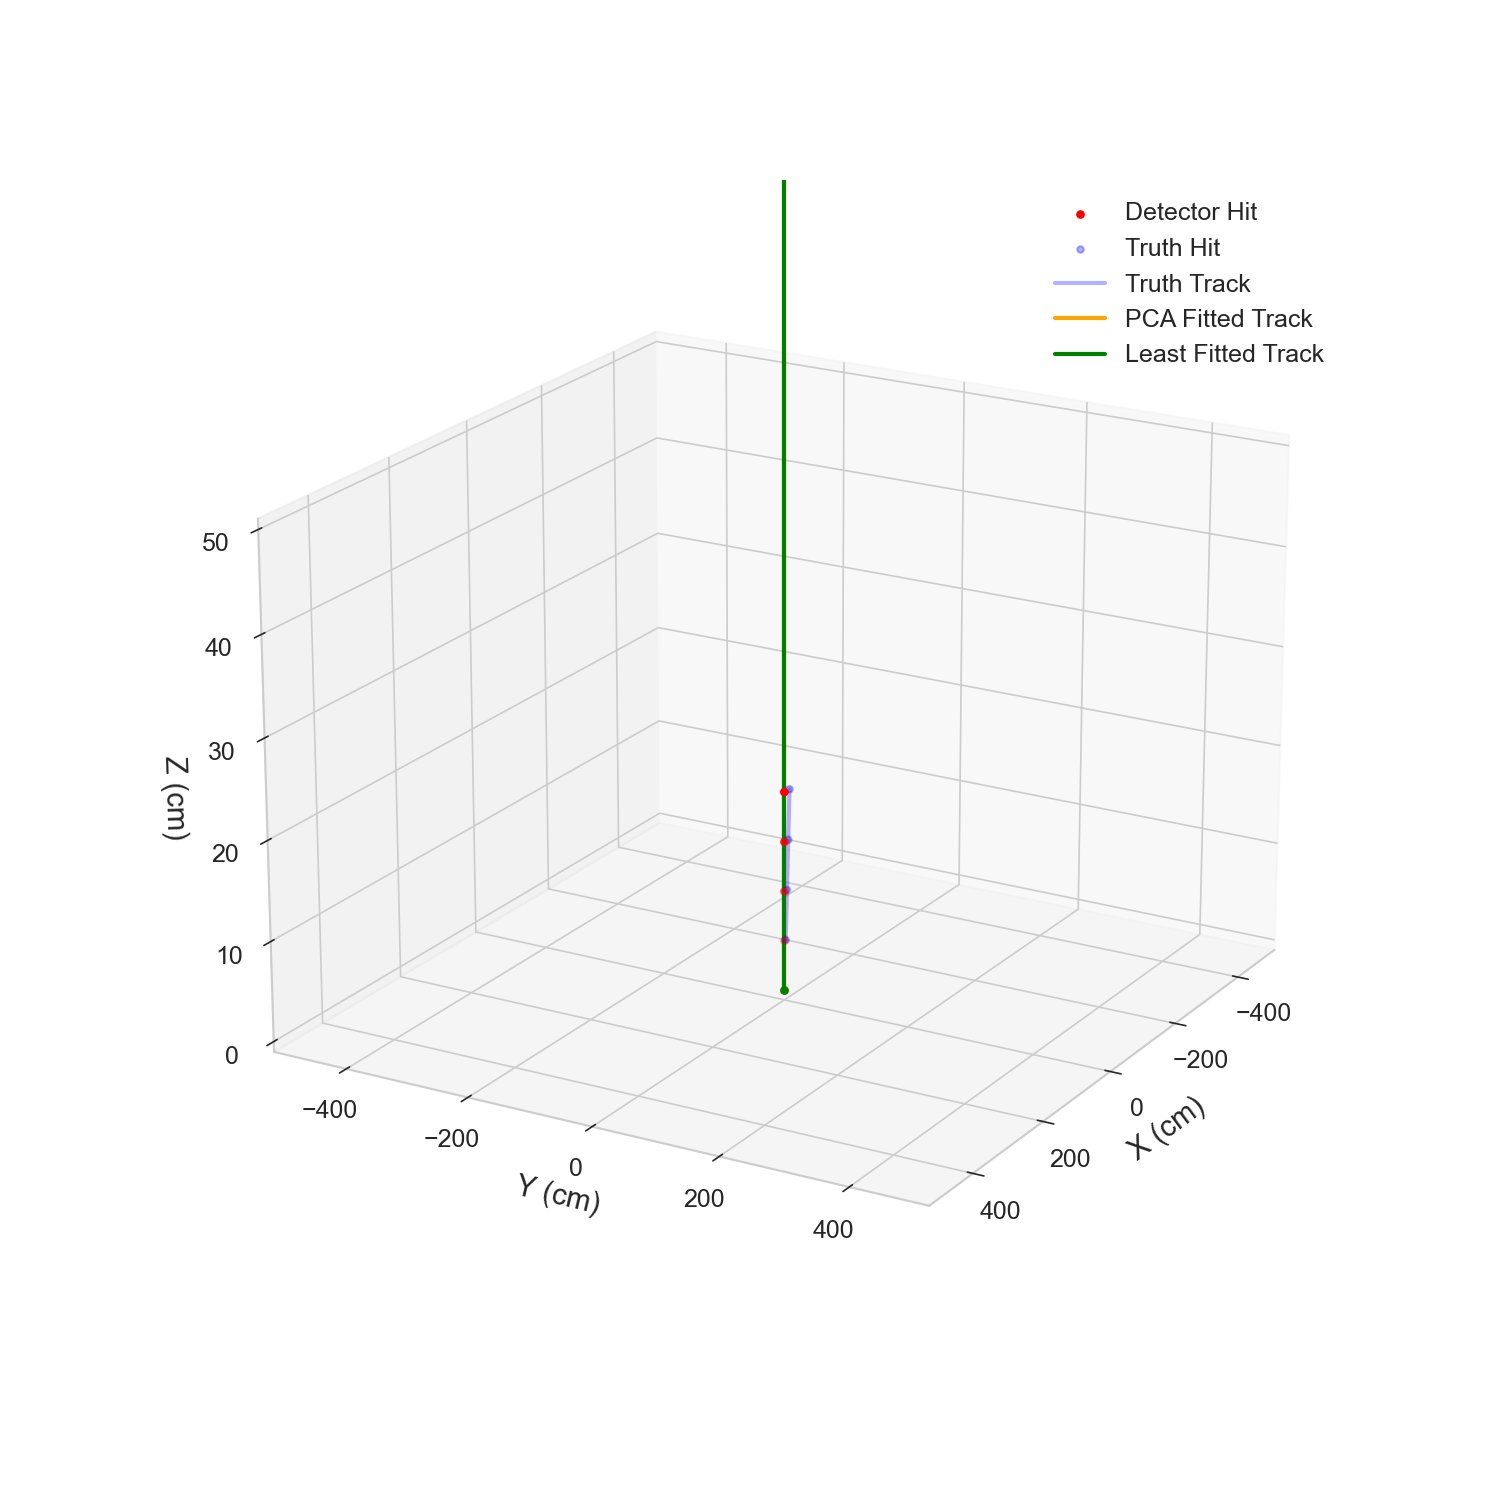 Detector Hit
Truth Hit
Truth Track
PCA Fitted Track
Least Fitted Track
50
40
30
20
10
0
Z (cm)
−400
−200
0
200
400
Y (cm)
−400
−200
0
200
400
X (cm)